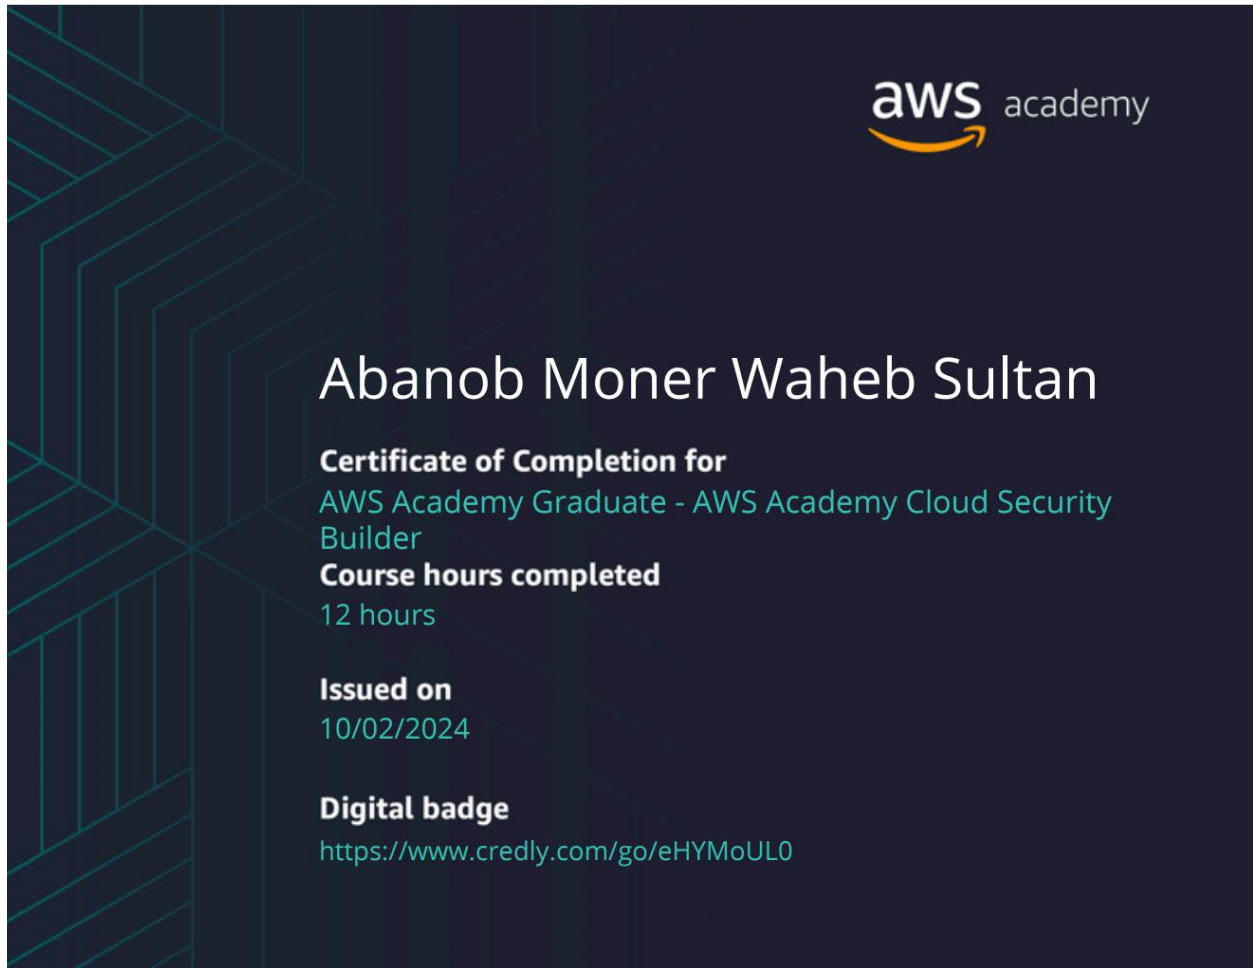 aws academy
Abanob Moner Waheb Sultan
Certificate of Completion for
AWS Academy Graduate - AWS Academy Cloud Security
Builder
Course hours completed
12 hours
Issued on
10/02/2024
Digital badge
https://www.credly.com/go/eHYMoUL0